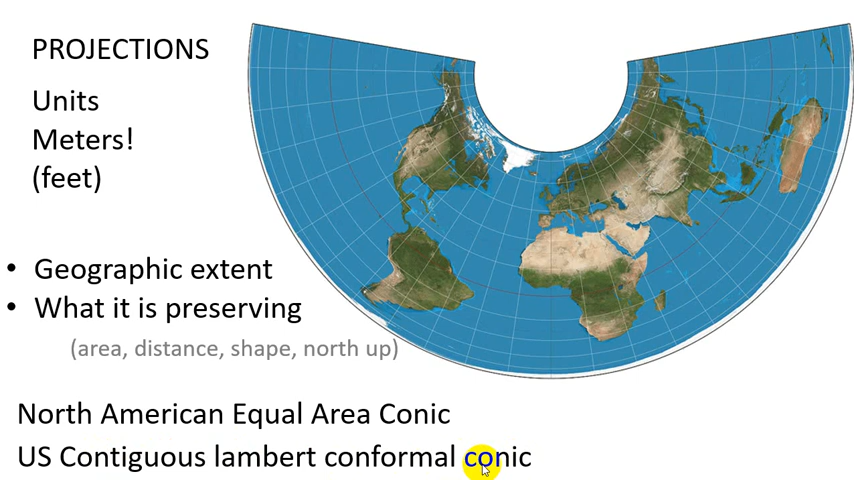 PROJECTIONS
Units
Meters!
(feet)
• Geographic extent
• What it is preserving
(area, distance, shape, north up)
North American Equal Area Conic
US Contiguous lambert conformal conic